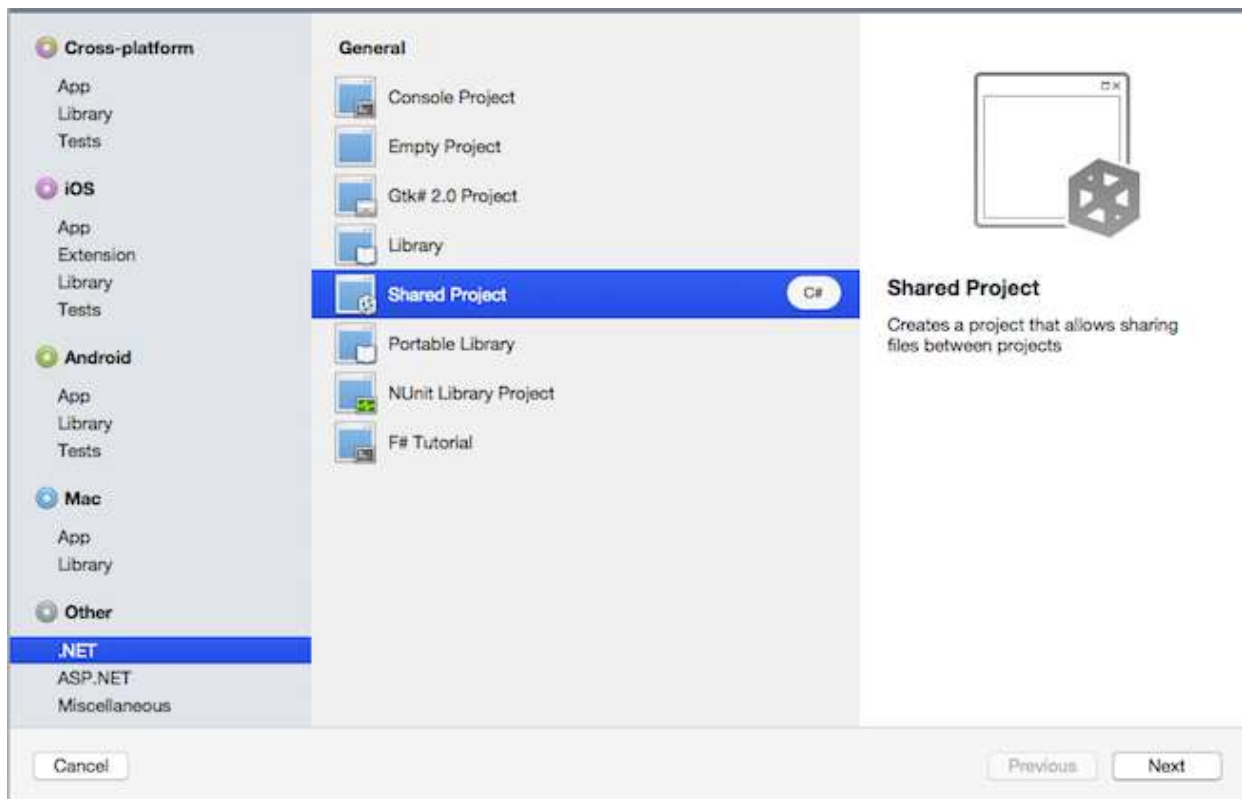 Cross-platform
App
Library
Tests
iOS
App
Extension
Library
Tests
Android
App
Library
Tests
Mac
App
Library
Other
.NET
ASP.NET
Miscellaneous
General
Console Project
Empty Project
Gtk# 2.0 Project
Library
Shared Project
C#
Portable Library
NUnit Library Project
F# Tutorial
Shared Project
Creates a project that allows sharing
files between projects
Cancel
Previous
Next